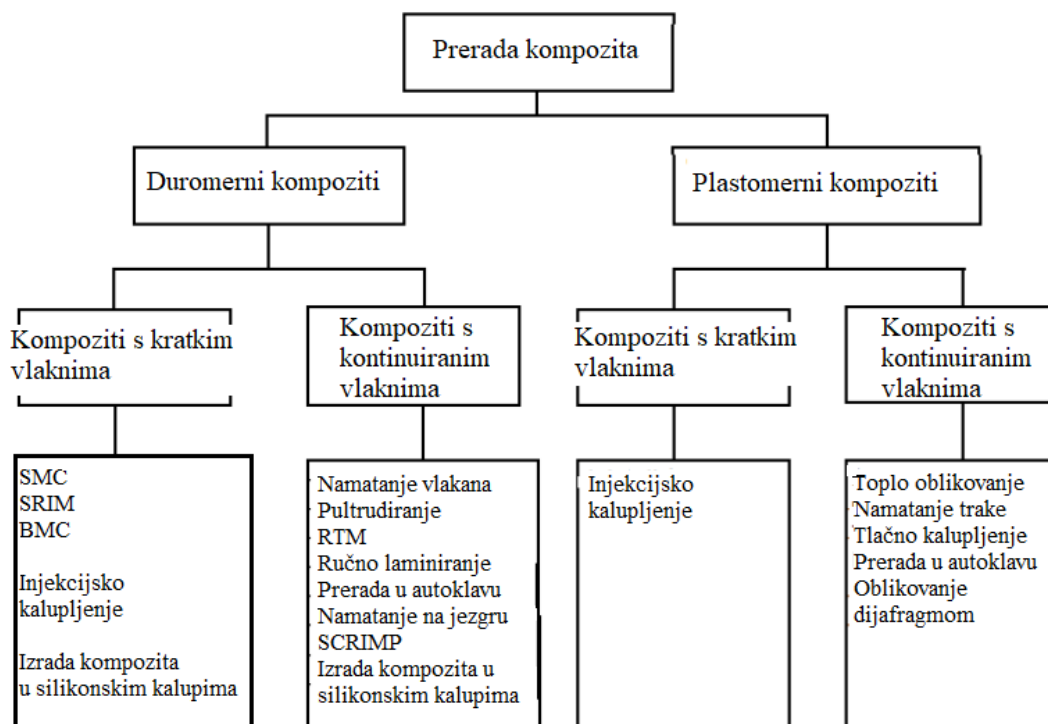 Prerada kompozita
Duromerni kompoziti
Plastomerni kompoziti
Kompoziti s kratkim
vlaknima
Kompoziti s
kontinuiranim
vlaknima
Kompoziti s kratkim
vlaknima
Kompoziti s
kontinuiranim
vlaknima
SMC
SRIM
BMC
Injekcijsko
kalupljenje
Izrada kompozita
u silikonskim kalupima
Namatanje vlakana
Pultrudiranje
RTM
Ručno laminiranje
Prerada u autoklavu
Namatanje na jezgru
SCRIMP
Izrada kompozita u
silikonskim kalupima
Injekcijsko
kalupljenje
Toplo oblikovanje
Namatanje trake
Tlačno kalupljenje
Prerada u autoklavu
Oblikovanje
dijafragmom